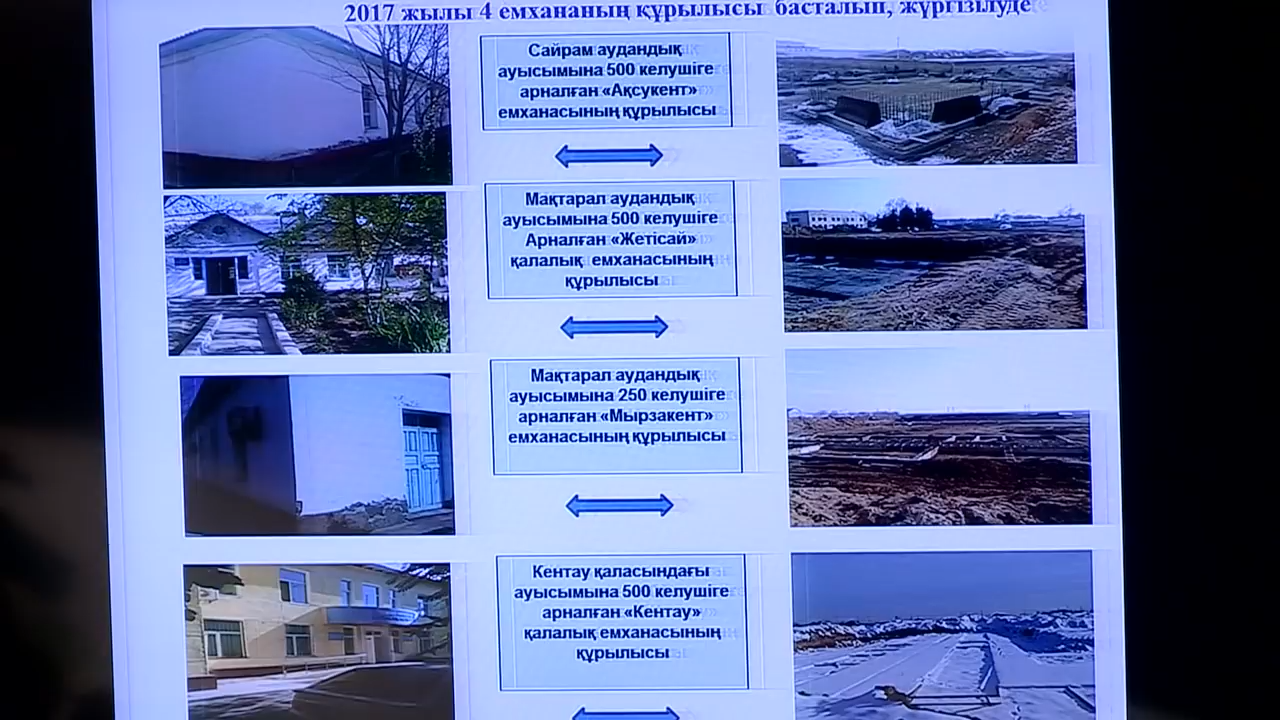 2017 жылы 4 емхананың құрылысы басталып, жүргізілуде
Сайрам аудандық
ауысымына 500 келушіге
арналған «Ақсукент»
емханасының құрылысы
Мақтарал аудандық
ауысымына 500 келушіге
Арналған «Жетісай»
қалалық емханасының
құрылысы
Мақтарал аудандық
ауысымына 250 келушіге
арналған «Мырзакент»
емханасының құрылысы
Кентау қаласындағы
ауысымына 500 келушіге
арналған «Кентау»
қалалық емханасының
құрылысы